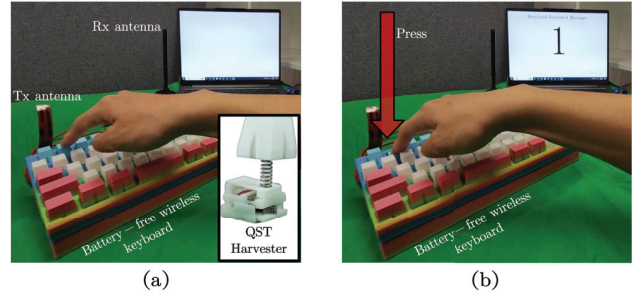 Rx antenna
Tx antenna
Battery–free wireless
keyboard
QST
Harvester
(a)
Received Keyboard Message
1
Press
Battery–free wireless
keyboard
(b)